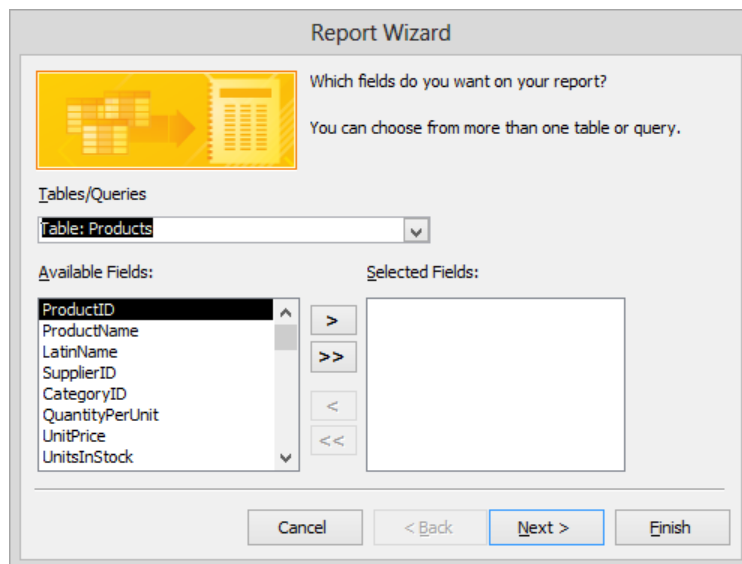 Report Wizard
Which fields do you want on your report?
You can choose from more than one table or query.
Tables/Queries
Table: Products
Available Fields:
Selected Fields:
ProductID
ProductName
LatinName
SupplierID
CategoryID
QuantityPerUnit
UnitPrice
UnitsInStock
>
>>
<
<<
Cancel
< Back
Next >
Finish